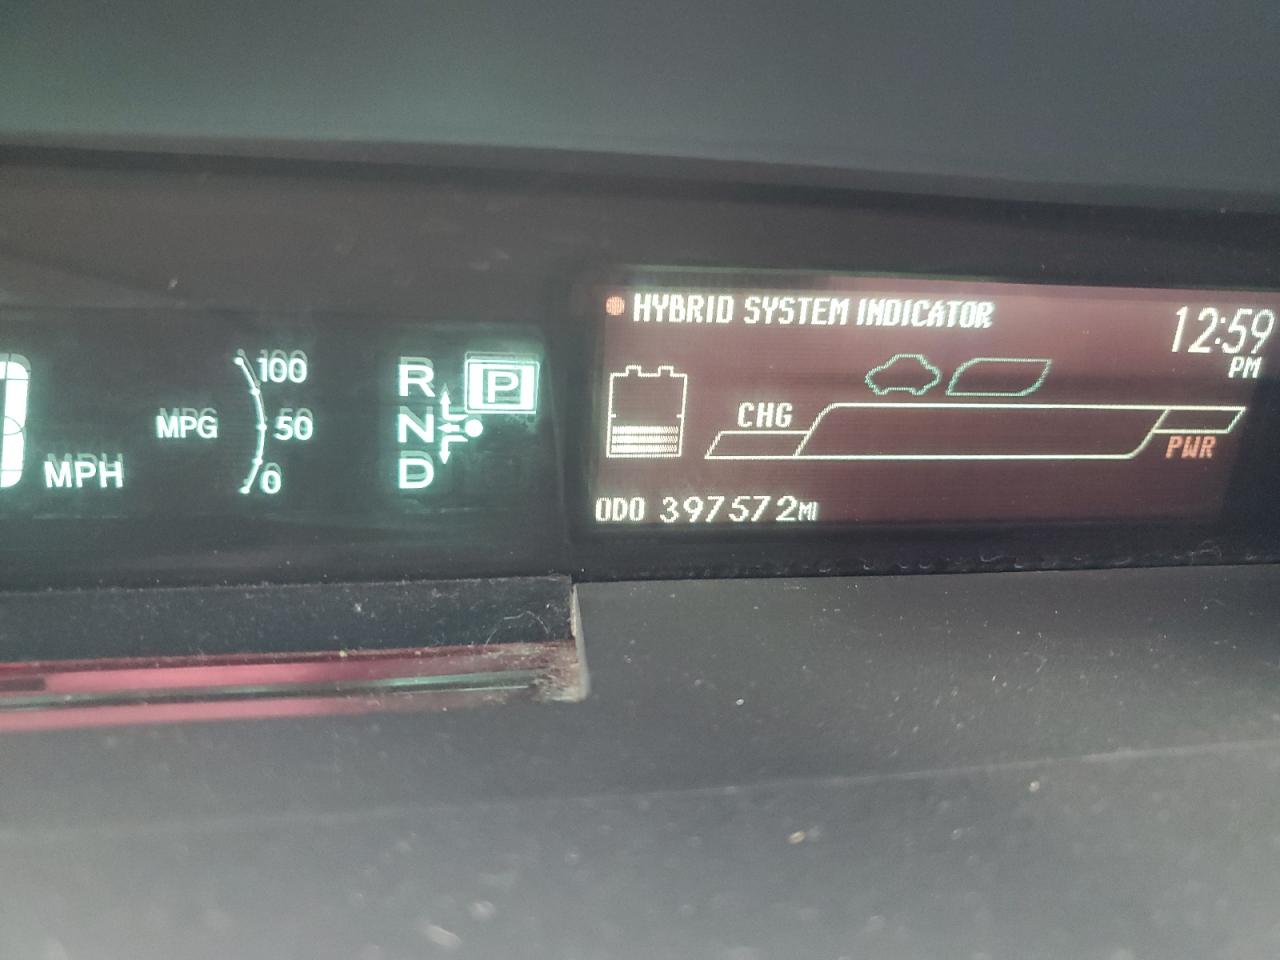 HYBRID SYSTEM INDICATOR
12:59
PM
100
MPG
50
0
MPH
R
P
N
D
CHG
PWR
ODO 397572MI